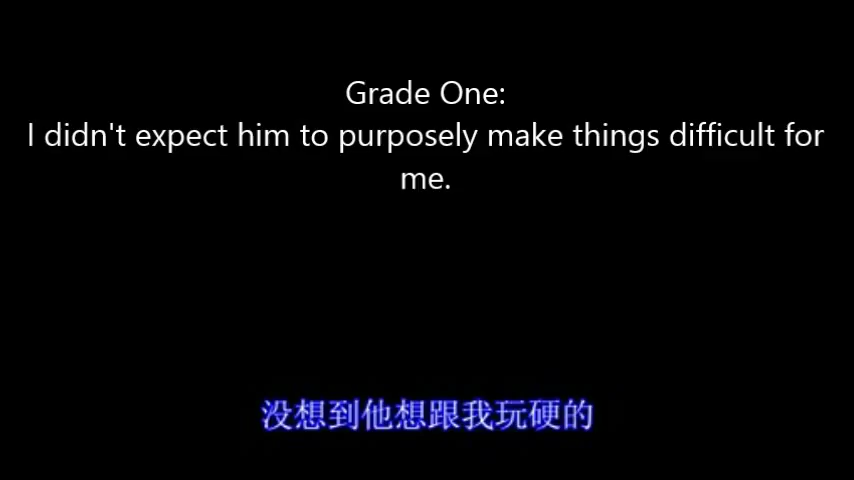 Grade One:
I didn't expect him to purposely make things difficult for
me.
没想到他想跟我玩硬的